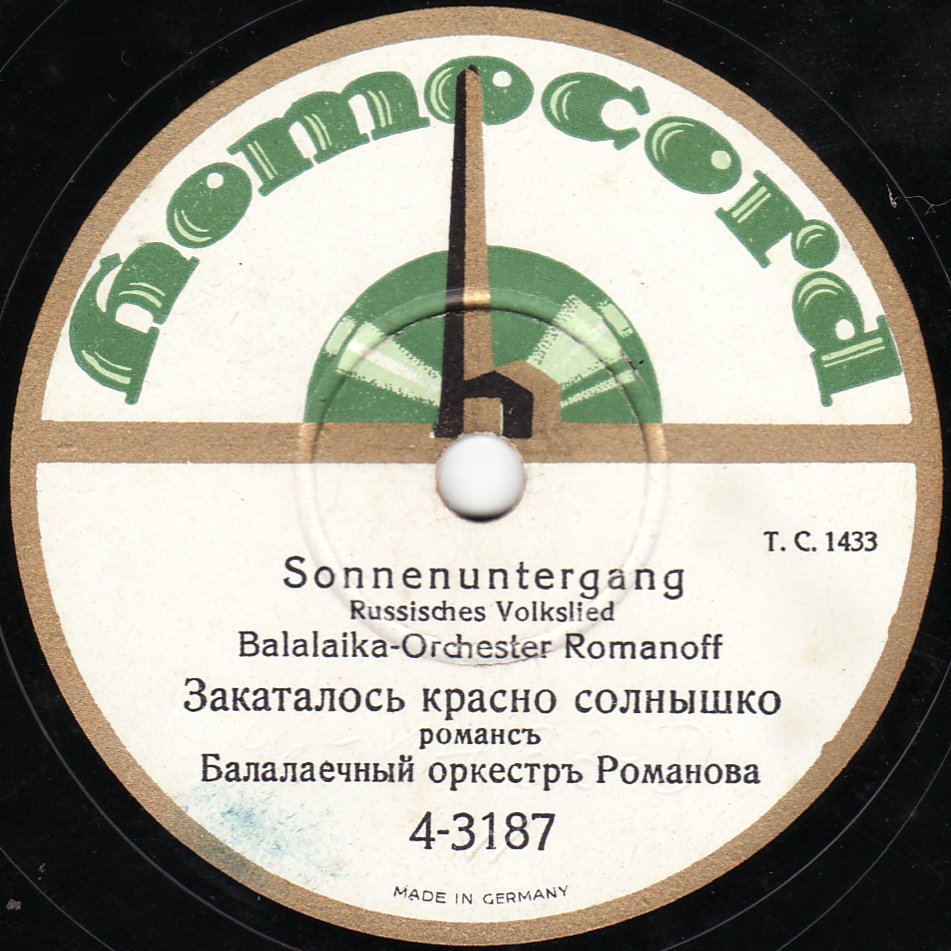 Homocord
T. C. 1433
Sonnenuntergang
Russisches Volkslied
Balalaika-Orchester Romanoff
Закаталось красно солнышко
романсъ
Балалаечный оркестръ Романова
4-3187
MADE IN GERMANY